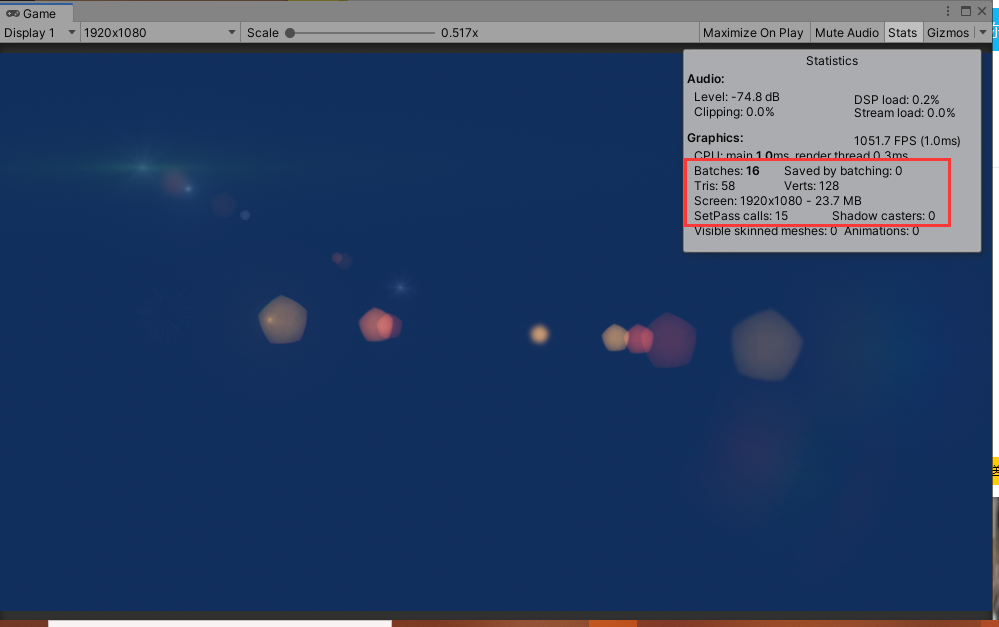 Game
Display 1 1920x1080 Scale 0.517x Maximize On Play Mute Audio Stats Gizmos
Statistics
Audio:
Level: -74.8 dB DSP load: 0.2%
Clipping: 0.0% Stream load: 0.0%
Graphics: 1051.7 FPS (1.0ms)
CPU: main 1.0ms render thread 0.3ms
Batches: 16 Saved by batching: 0
Tris: 58 Verts: 128
Screen: 1920x1080 - 23.7 MB
SetPass calls: 15 Shadow casters: 0
Visible skinned meshes: 0 Animations: 0